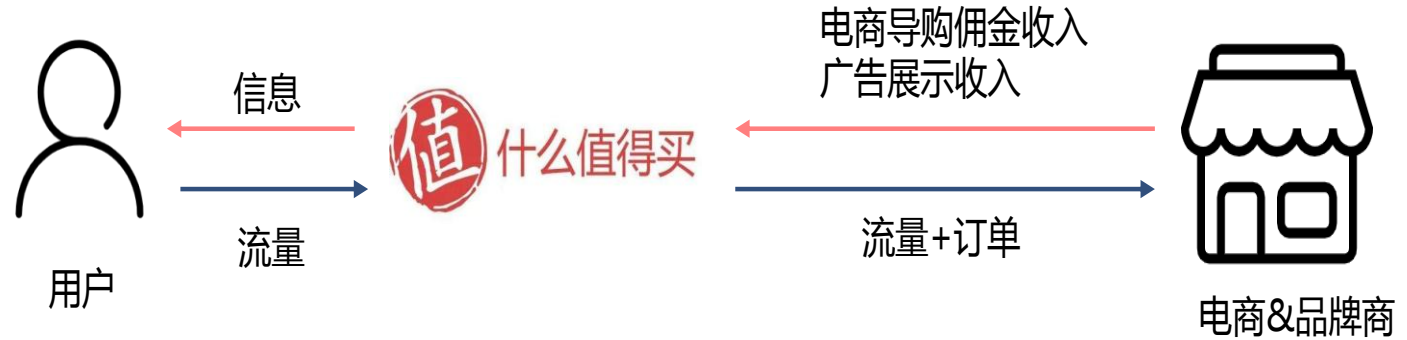 电商导购佣金收入
广告展示收入
信息
值 什么值得买
流量
流量+订单
用户
电商&品牌商